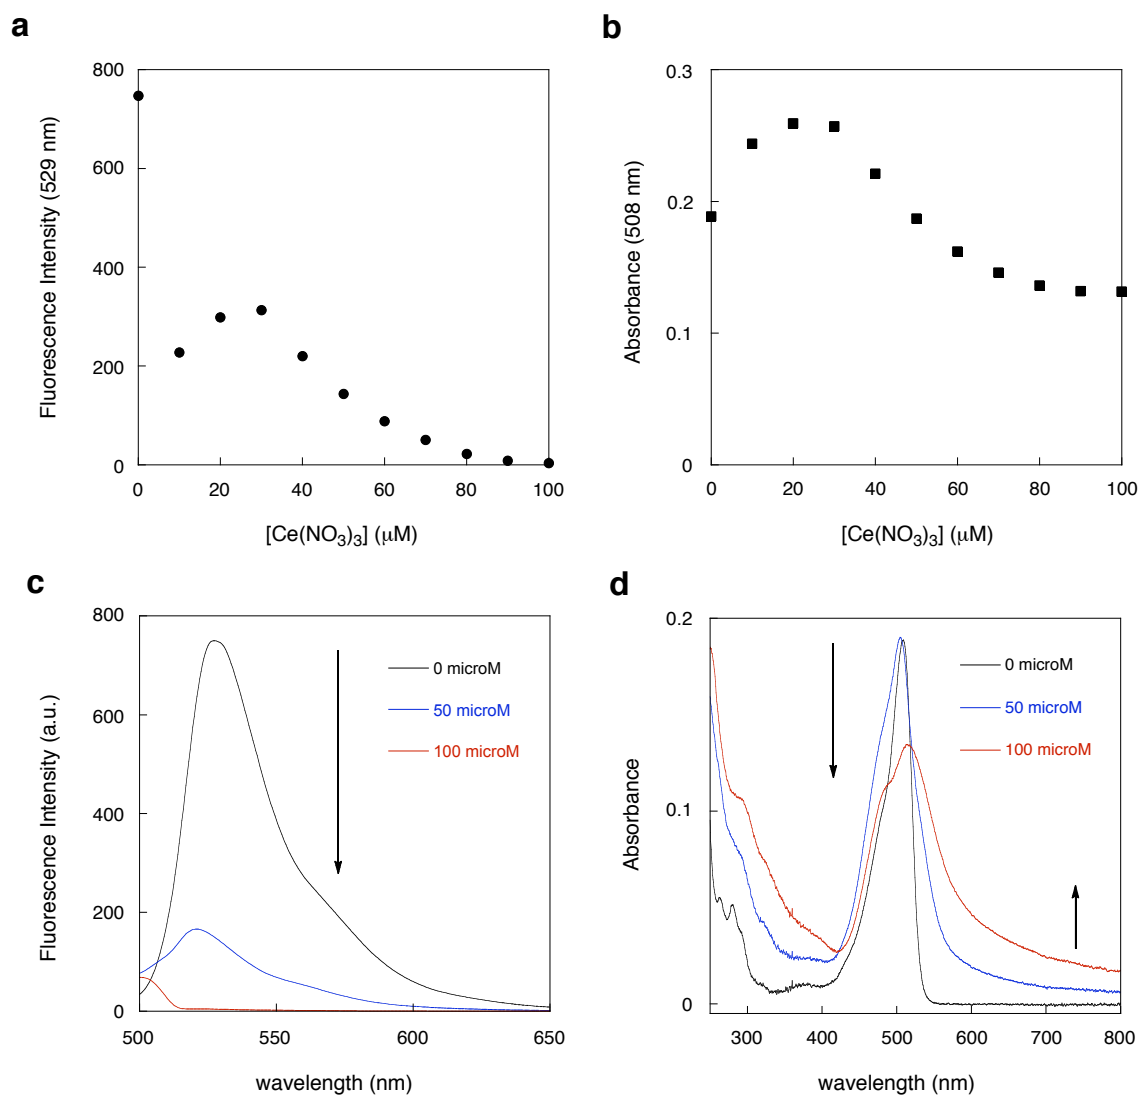 a
800
600
400
200
0
0 20 40 60 80 100
Fluorescence Intensity (529 nm)
[Ce(NO3)3] (μM)
b
0.3
0.2
0.1
0
0 20 40 60 80 100
Absorbance (508 nm)
[Ce(NO3)3] (μM)
c
800
600
400
200
0
500 550 600 650
Fluorescence Intensity (a.u.)
0 microM
50 microM
100 microM
wavelength (nm)
d
0.2
0.1
0
300 400 500 600 700 800
Absorbance
0 microM
50 microM
100 microM
wavelength (nm)